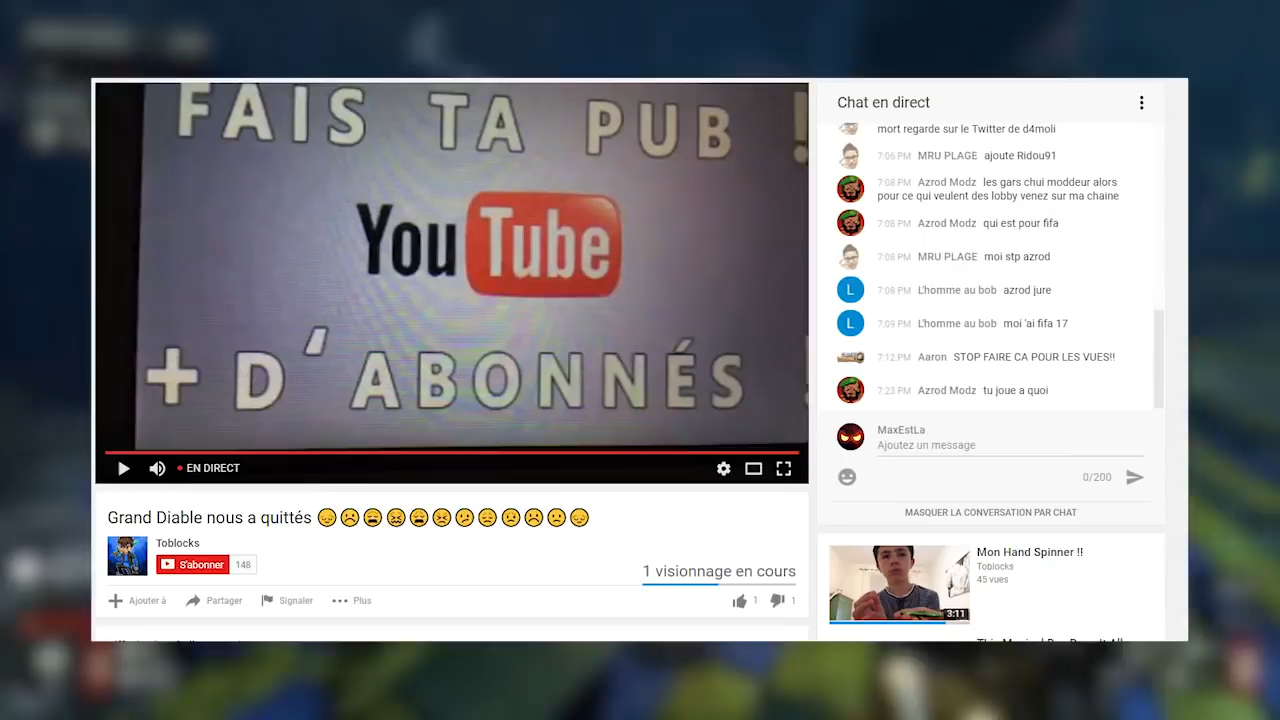 FAIS TA PUB !
YouTube
+ D'ABONNÉS !
EN DIRECT
Grand Diable nous a quittés
Toblocks
S'abonner 148
1 visionnage en cours
Ajouter à Partager Signaler Plus 1 1
Chat en direct
mort regarde sur le Twitter de d4moli
7:06 PM MRU PLAGE ajoute Ridou91
7:08 PM Azrod Modz les gars chui moddeur alors
pour ce qui veulent des lobby venez sur ma chaine
7:08 PM Azrod Modz qui est pour fifa
7:08 PM MRU PLAGE moi stp azrod
L 7:08 PM L'homme au bob azrod jure
L 7:09 PM L'homme au bob moi 'ai fifa 17
7:12 PM Aaron STOP FAIRE CA POUR LES VUES!!
7:23 PM Azrod Modz tu joue a quoi
MaxEstLa
Ajoutez un message
0/200
MASQUER LA CONVERSATION PAR CHAT
Mon Hand Spinner !!
Toblocks
45 vues
3:11